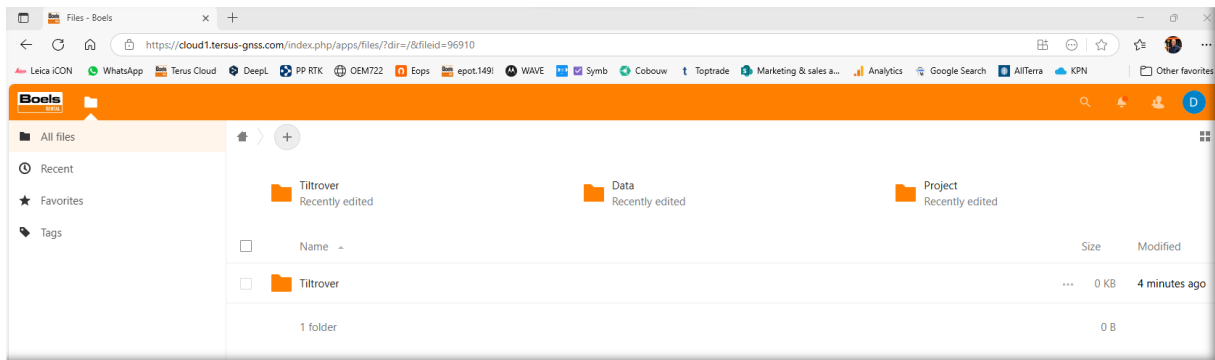 Files - Boels
https://cloud1.tersus-gnss.com/index.php/apps/files/?dir=/&fileid=96910
Leica iCON WhatsApp Terus Cloud DeepL PP RTK OEM722 Eops epot.149! WAVE Symb Cobouw Toptrade Marketing & sales a... Analytics Google Search AllTerra KPN Other favorites
Boels
RENTAL
D
All files
Recent
Favorites
Tags
Tiltrover
Recently edited
Data
Recently edited
Project
Recently edited
Name Size Modified
Tiltrover 0 KB 4 minutes ago
1 folder 0 B